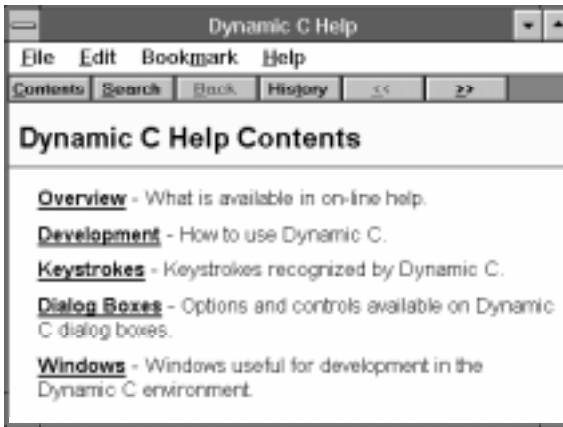 Dynamic C Help
File Edit Bookmark Help
Contents Search Back History << >>
Dynamic C Help Contents
Overview - What is available in on-line help.
Development - How to use Dynamic C.
Keystrokes - Keystrokes recognized by Dynamic C.
Dialog Boxes - Options and controls available on Dynamic
C dialog boxes.
Windows - Windows useful for development in the
Dynamic C environment.